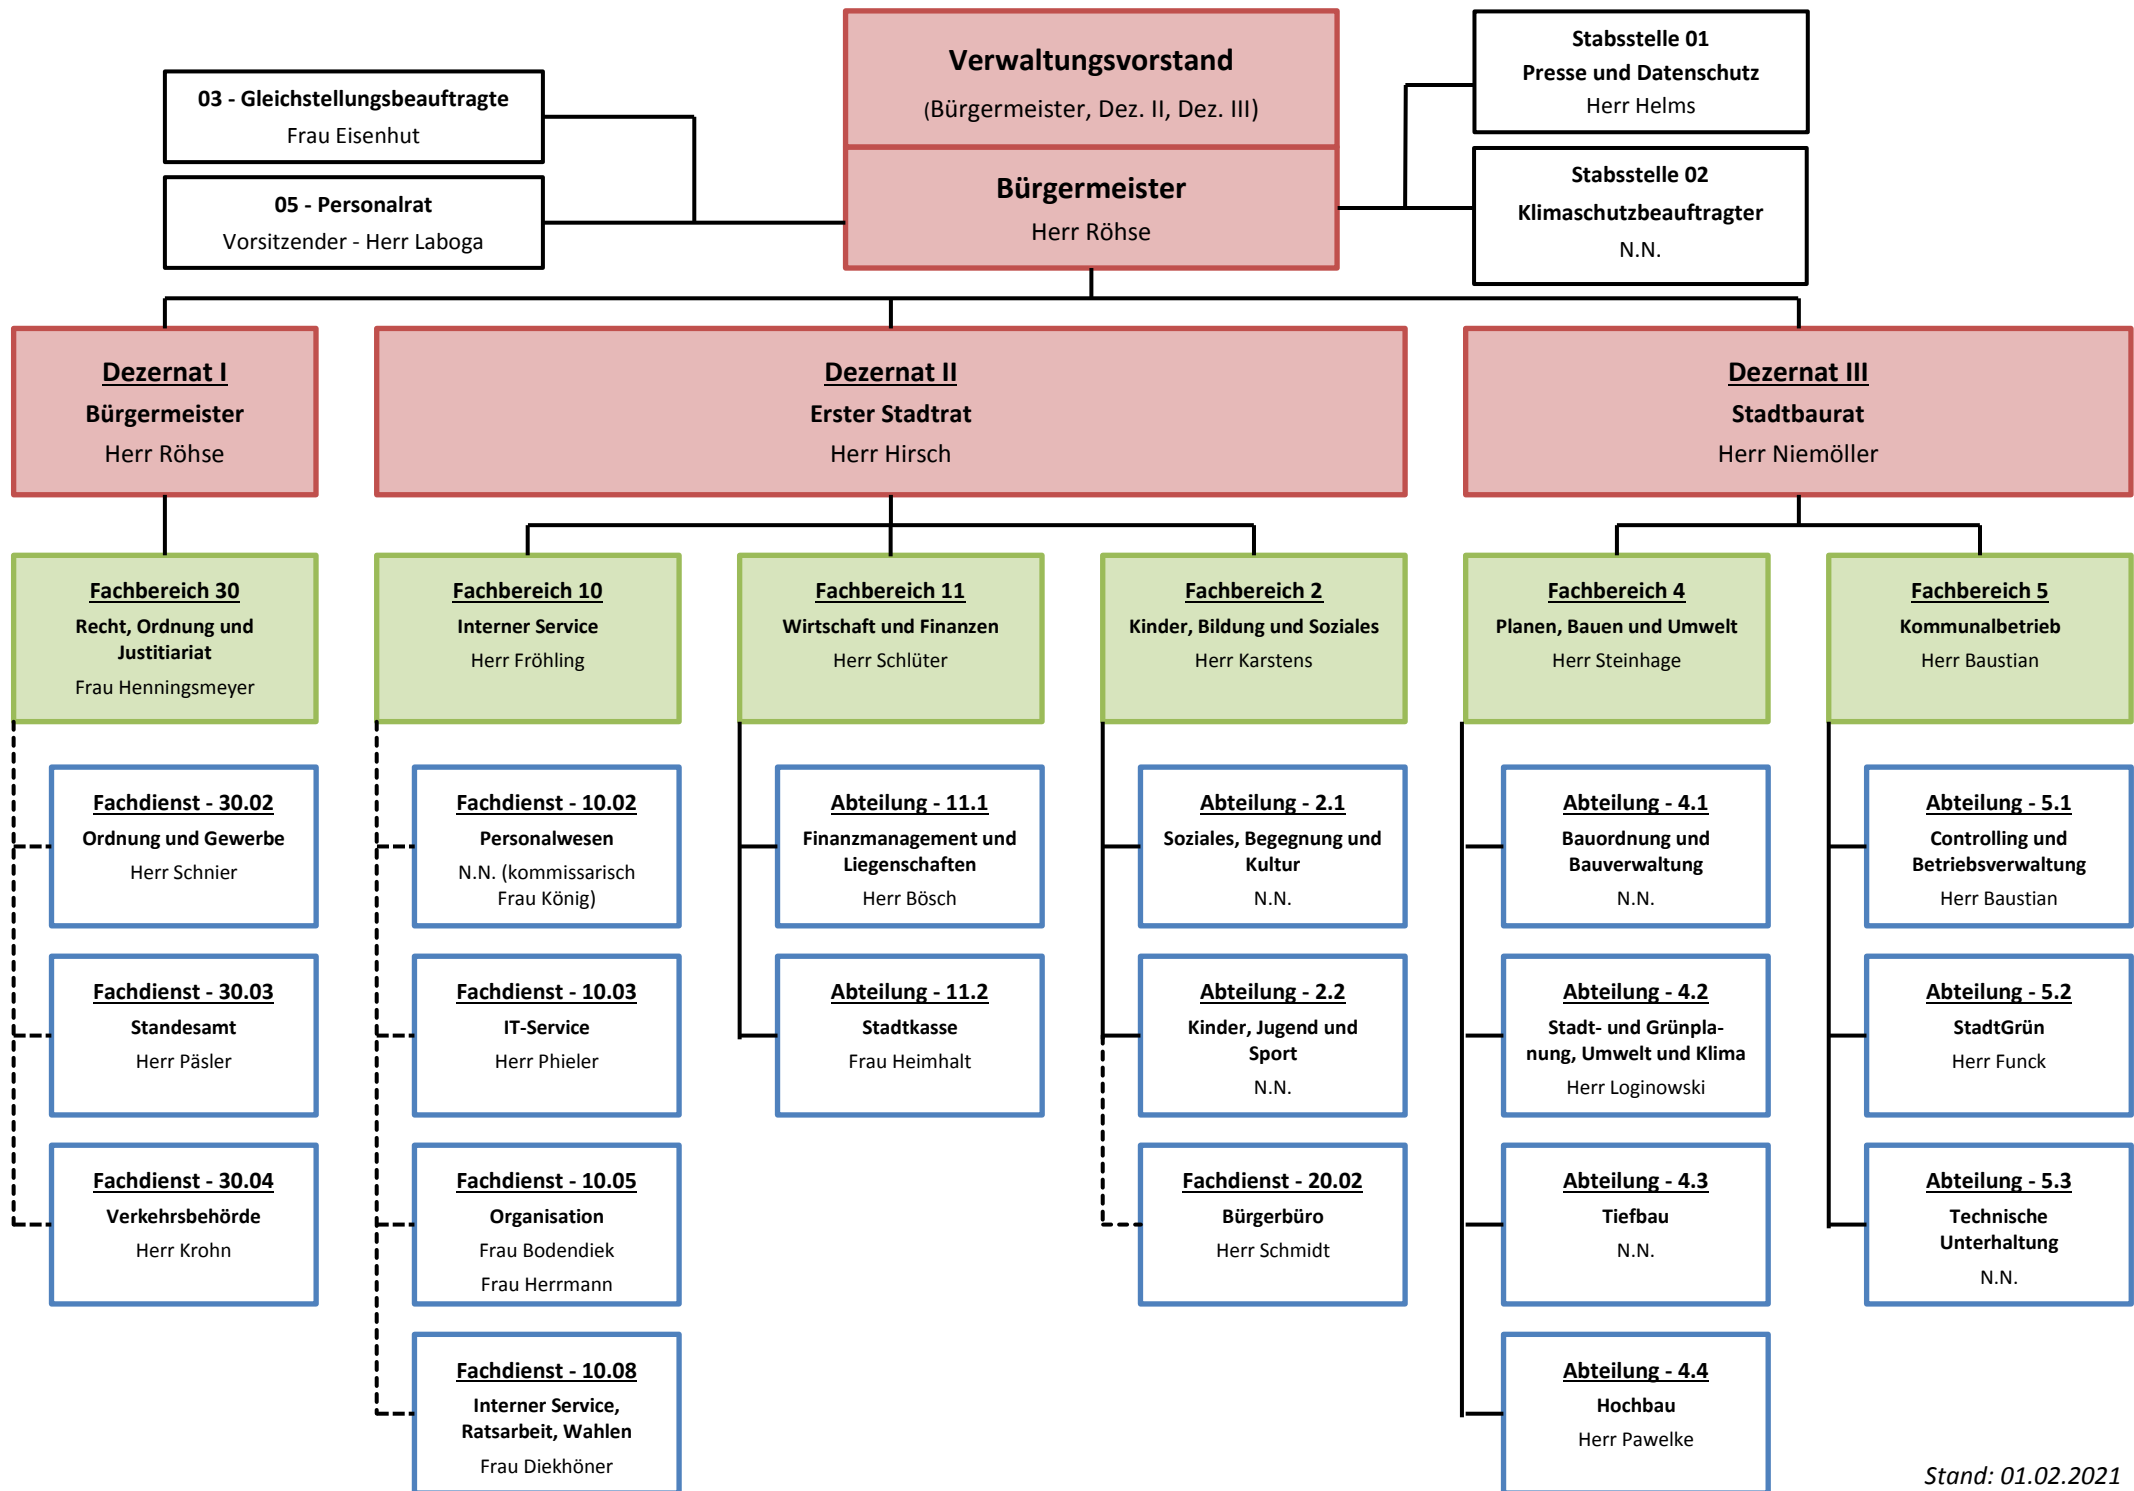 Verwaltungsvorstand
(Bürgermeister, Dez. II, Dez. III)
Bürgermeister
Herr Röhse
03 - Gleichstellungsbeauftragte
Frau Eisenhut
05 - Personalrat
Vorsitzender - Herr Laboga
Stabsstelle 01
Presse und Datenschutz
Herr Helms
Stabsstelle 02
Klimaschutzbeauftragter
N.N.
Dezernat I
Bürgermeister
Herr Röhse
Dezernat II
Erster Stadtrat
Herr Hirsch
Dezernat III
Stadtbaurat
Herr Niemöller
Fachbereich 30
Recht, Ordnung und
Justitiariat
Frau Henningsmeyer
Fachbereich 10
Interner Service
Herr Fröhling
Fachbereich 11
Wirtschaft und Finanzen
Herr Schlüter
Fachbereich 2
Kinder, Bildung und Soziales
Herr Karstens
Fachbereich 4
Planen, Bauen und Umwelt
Herr Steinhage
Fachbereich 5
Kommunalbetrieb
Herr Baustian
Fachdienst - 30.02
Ordnung und Gewerbe
Herr Schnier
Fachdienst - 10.02
Personalwesen
N.N. (kommissarisch
Frau König)
Abteilung - 11.1
Finanzmanagement und
Liegenschaften
Herr Bösch
Abteilung - 2.1
Soziales, Begegnung und
Kultur
N.N.
Abteilung - 4.1
Bauordnung und
Bauverwaltung
N.N.
Abteilung - 5.1
Controlling und
Betriebsverwaltung
Herr Baustian
Fachdienst - 30.03
Standesamt
Herr Päsler
Fachdienst - 10.03
IT-Service
Herr Phieler
Abteilung - 11.2
Stadtkasse
Frau Heimhalt
Abteilung - 2.2
Kinder, Jugend und
Sport
N.N.
Abteilung - 4.2
Stadt- und Grünpla-
nung, Umwelt und Klima
Herr Loginowski
Abteilung - 5.2
StadtGrün
Herr Funck
Fachdienst - 30.04
Verkehrsbehörde
Herr Krohn
Fachdienst - 10.05
Organisation
Frau Bodendiek
Frau Herrmann
Fachdienst - 20.02
Bürgerbüro
Herr Schmidt
Abteilung - 4.3
Tiefbau
N.N.
Abteilung - 5.3
Technische
Unterhaltung
N.N.
Fachdienst - 10.08
Interner Service,
Ratsarbeit, Wahlen
Frau Diekhöner
Abteilung - 4.4
Hochbau
Herr Pawelke
Stand: 01.02.2021